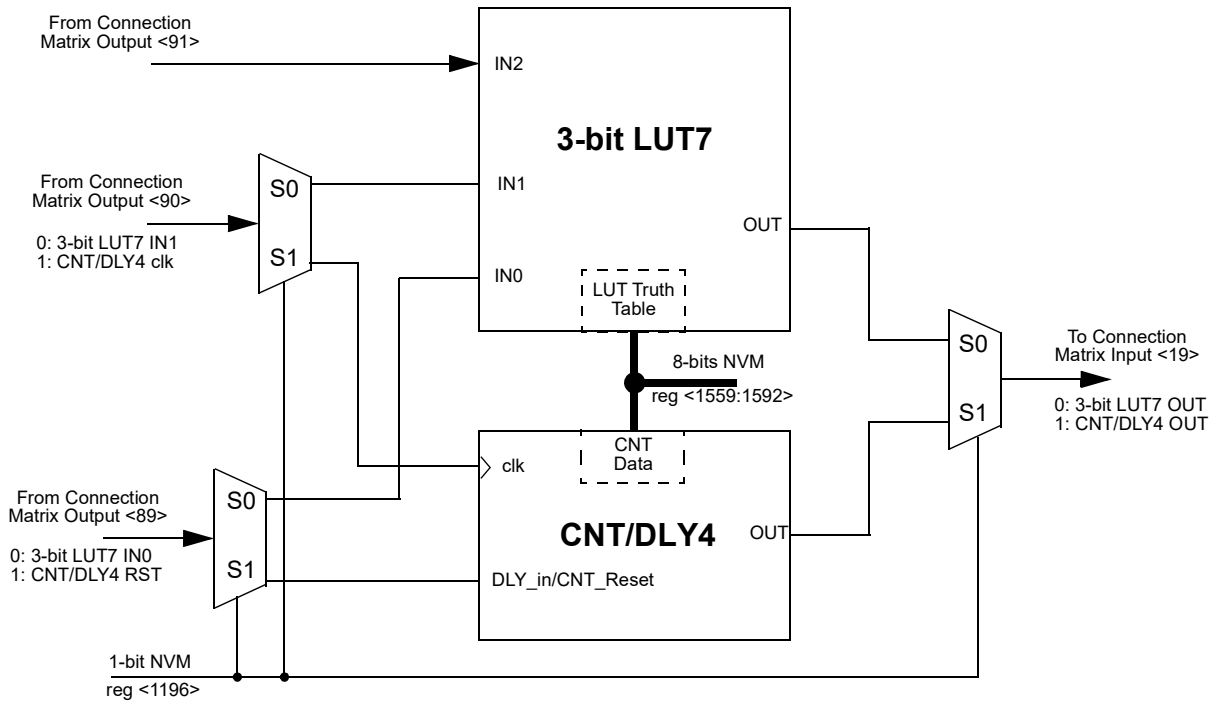 From Connection
Matrix Output <91>
IN2
3-bit LUT7
From Connection
Matrix Output <90>
0: 3-bit LUT7 IN1
1: CNT/DLY4 clk
S0
S1
IN1
IN0
OUT
LUT Truth
Table
8-bits NVM
reg <1559:1592>
S0
S1
To Connection
Matrix Input <19>
0: 3-bit LUT7 OUT
1: CNT/DLY4 OUT
CNT
Data
clk
CNT/DLY4
OUT
DLY_in/CNT_Reset
From Connection
Matrix Output <89>
0: 3-bit LUT7 IN0
1: CNT/DLY4 RST
S0
S1
1-bit NVM
reg <1196>